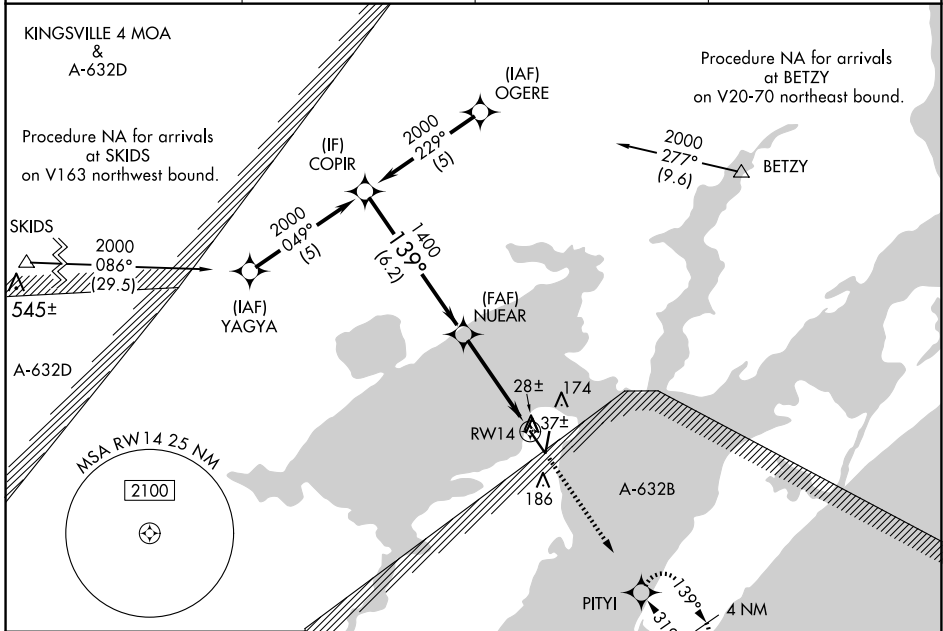 KINGSVILLE 4 MOA
&
A-632D
Procedure NA for arrivals
at BETZY
on V20-70 northeast bound.
(IAF)
OGERE
2000
229°
(5)
(IF)
COPIR
Procedure NA for arrivals
at SKIDS
on V163 northwest bound.
2000
277°
(9.6)
BETZY
SKIDS
2000
086°
(29.5)
2000
049°
(5)
1400
139°
(6.2)
545±
(IAF)
YAGYA
(FAF)
NUEAR
A-632D
28±
174
RW14
37±
MSA RW14 25 NM
2100
186
A-632B
PITYI
139°
4 NM